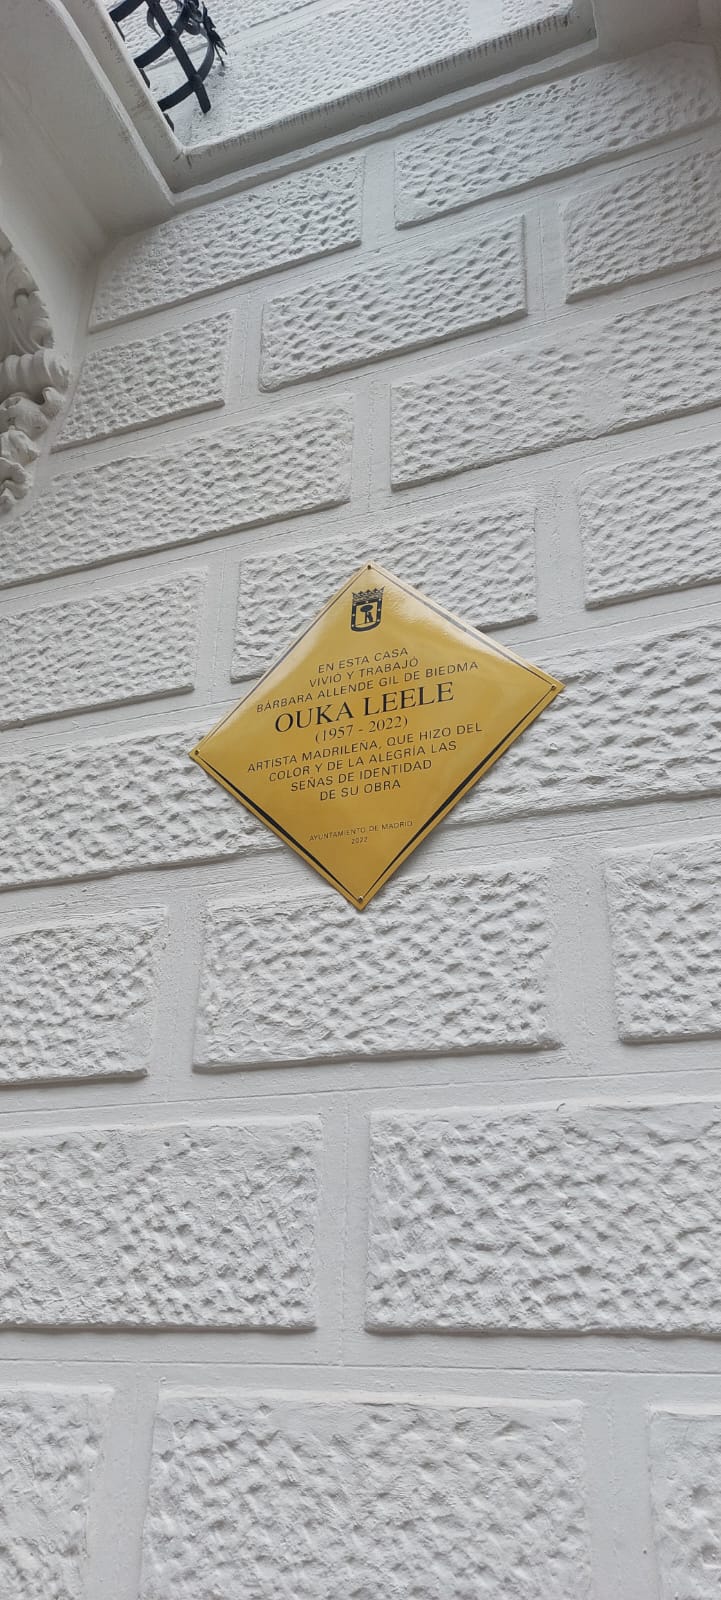 EN ESTA CASA
VIVIÓ Y TRABAJÓ
BÁRBARA ALLENDE GIL DE BIEDMA
OUKA LEELE
(1957 - 2022)
ARTISTA MADRILEÑA, QUE HIZO DEL
COLOR Y DE LA ALEGRÍA LAS
SEÑAS DE IDENTIDAD
DE SU OBRA
AYUNTAMIENTO DE MADRID
2022